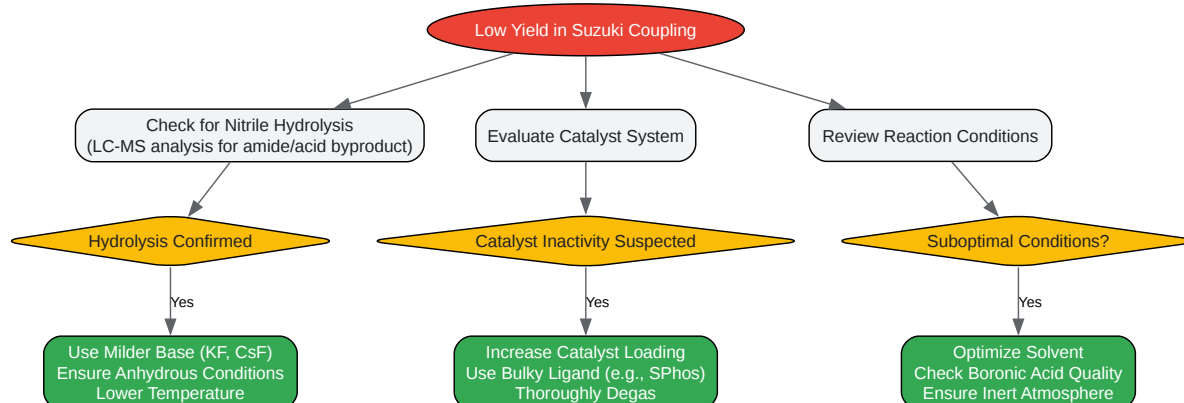 Low Yield in Suzuki Coupling
Check for Nitrile Hydrolysis
(LC-MS analysis for amide/acid byproduct)
Evaluate Catalyst System
Review Reaction Conditions
Hydrolysis Confirmed
Catalyst Inactivity Suspected
Suboptimal Conditions?
Yes
Yes
Yes
Use Milder Base (KF, CsF)
Ensure Anhydrous Conditions
Lower Temperature
Increase Catalyst Loading
Use Bulky Ligand (e.g., SPhos)
Thoroughly Degas
Optimize Solvent
Check Boronic Acid Quality
Ensure Inert Atmosphere